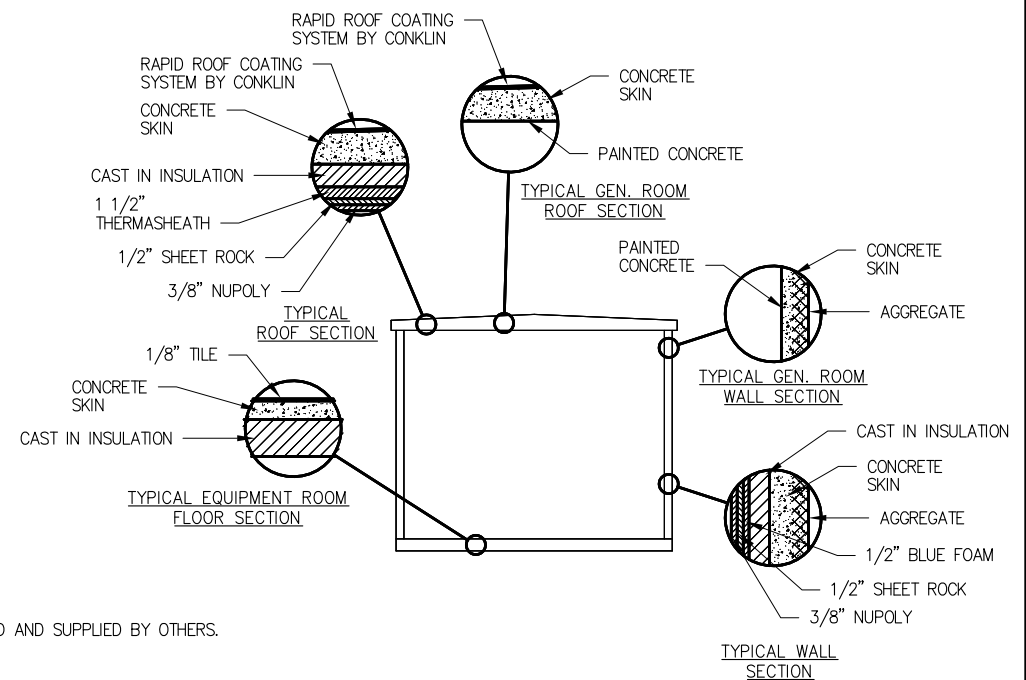 RAPID ROOF COATING
SYSTEM BY CONKLIN
RAPID ROOF COATING
SYSTEM BY CONKLIN
CONCRETE
SKIN
CONCRETE
SKIN
CAST IN INSULATION
1 1/2"
THERMASHEATH
1/2" SHEET ROCK
3/8" NUPOLY
TYPICAL
ROOF SECTION
PAINTED CONCRETE
TYPICAL GEN. ROOM
ROOF SECTION
PAINTED
CONCRETE
CONCRETE
SKIN
AGGREGATE
TYPICAL GEN. ROOM
WALL SECTION
1/8" TILE
CONCRETE
SKIN
CAST IN INSULATION
TYPICAL EQUIPMENT ROOM
FLOOR SECTION
CAST IN INSULATION
CONCRETE
SKIN
AGGREGATE
1/2" BLUE FOAM
1/2" SHEET ROCK
3/8" NUPOLY
TYPICAL WALL
SECTION
AND SUPPLIED BY OTHERS.